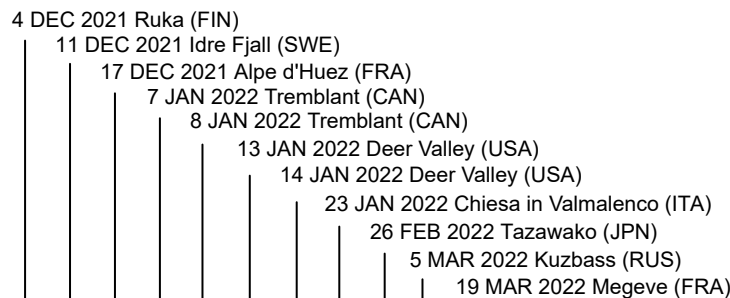 4 DEC 2021 Ruka (FIN)
11 DEC 2021 Idre Fjall (SWE)
17 DEC 2021 Alpe d'Huez (FRA)
7 JAN 2022 Tremblant (CAN)
8 JAN 2022 Tremblant (CAN)
13 JAN 2022 Deer Valley (USA)
14 JAN 2022 Deer Valley (USA)
23 JAN 2022 Chiesa in Valmalenco (ITA)
26 FEB 2022 Tazawako (JPN)
5 MAR 2022 Kuzbass (RUS)
19 MAR 2022 Megeve (FRA)